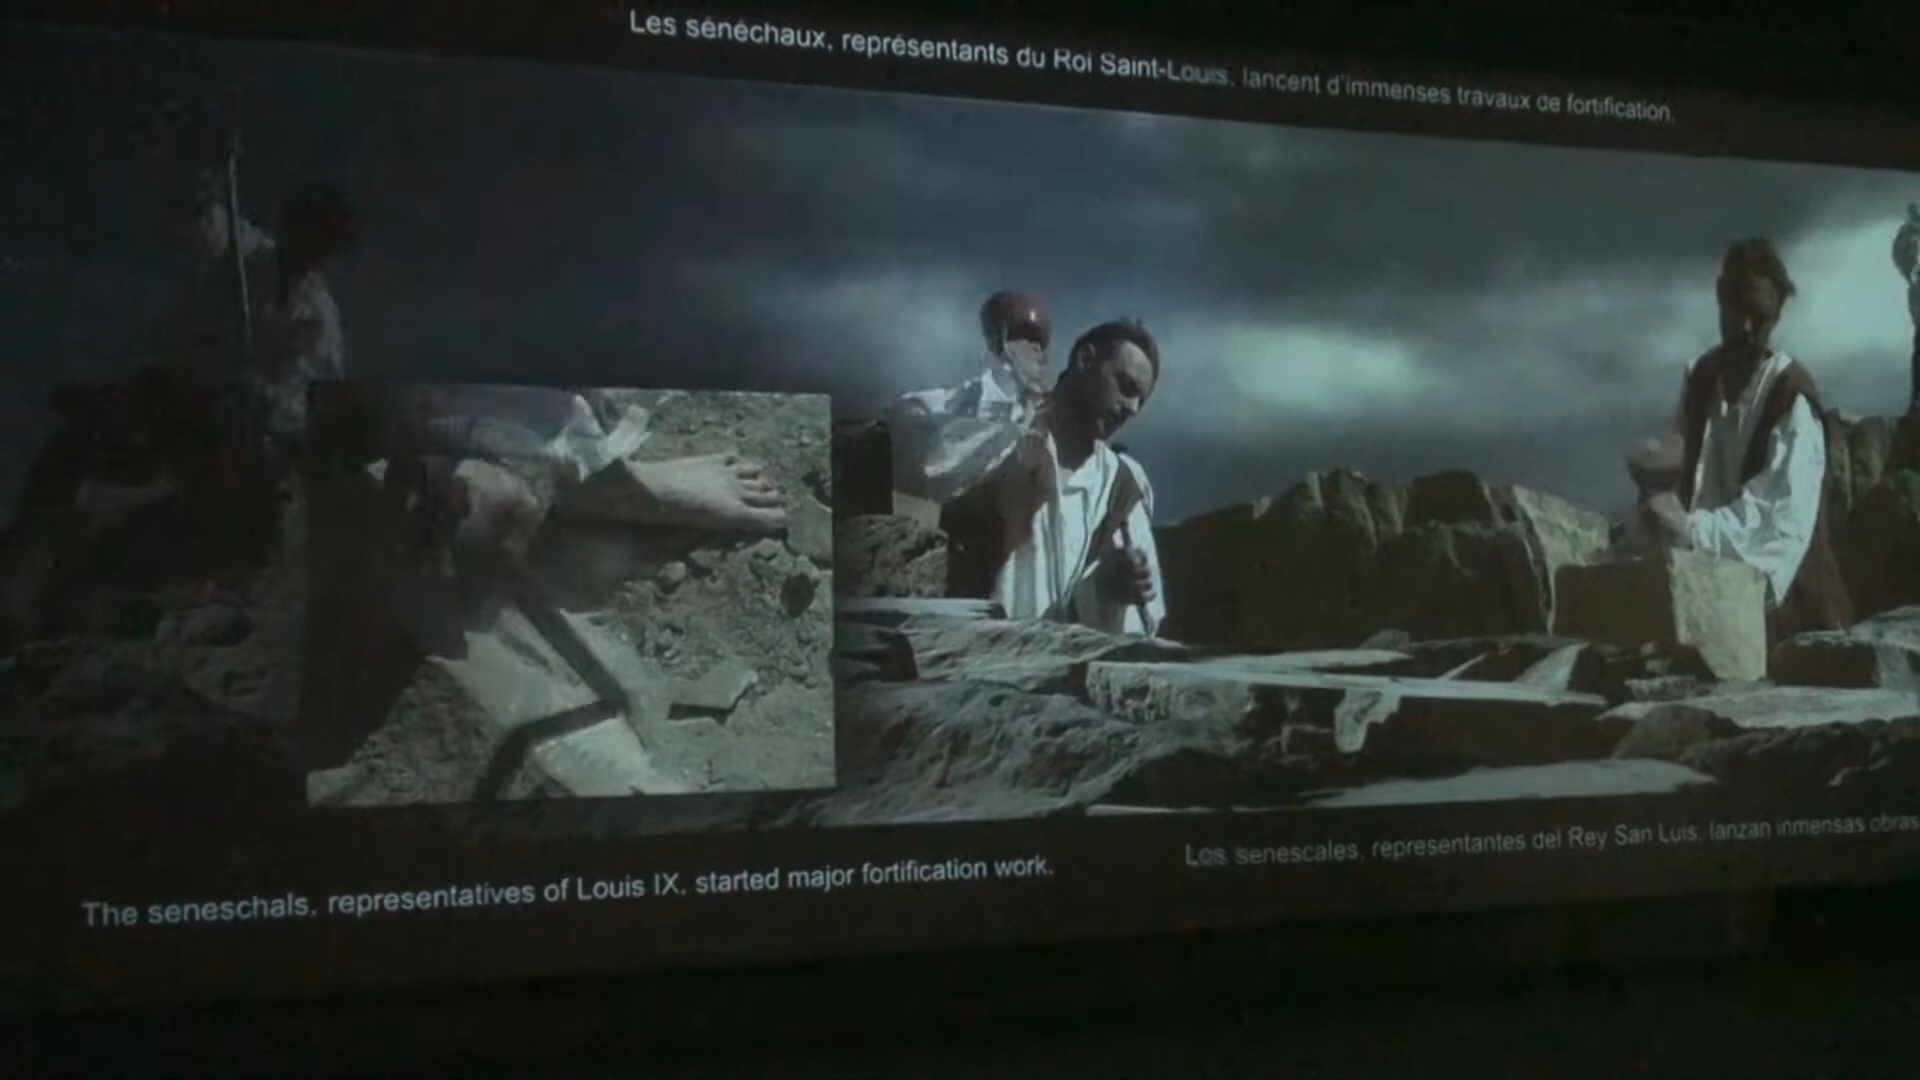 Les sénéchaux, représentants du Roi Saint-Louis, lancent d'immenses travaux de fortification.
The seneschals, representatives of Louis IX, started major fortification work.
Los senescales, representantes del Rey San Luis, lanzan inmensas obras